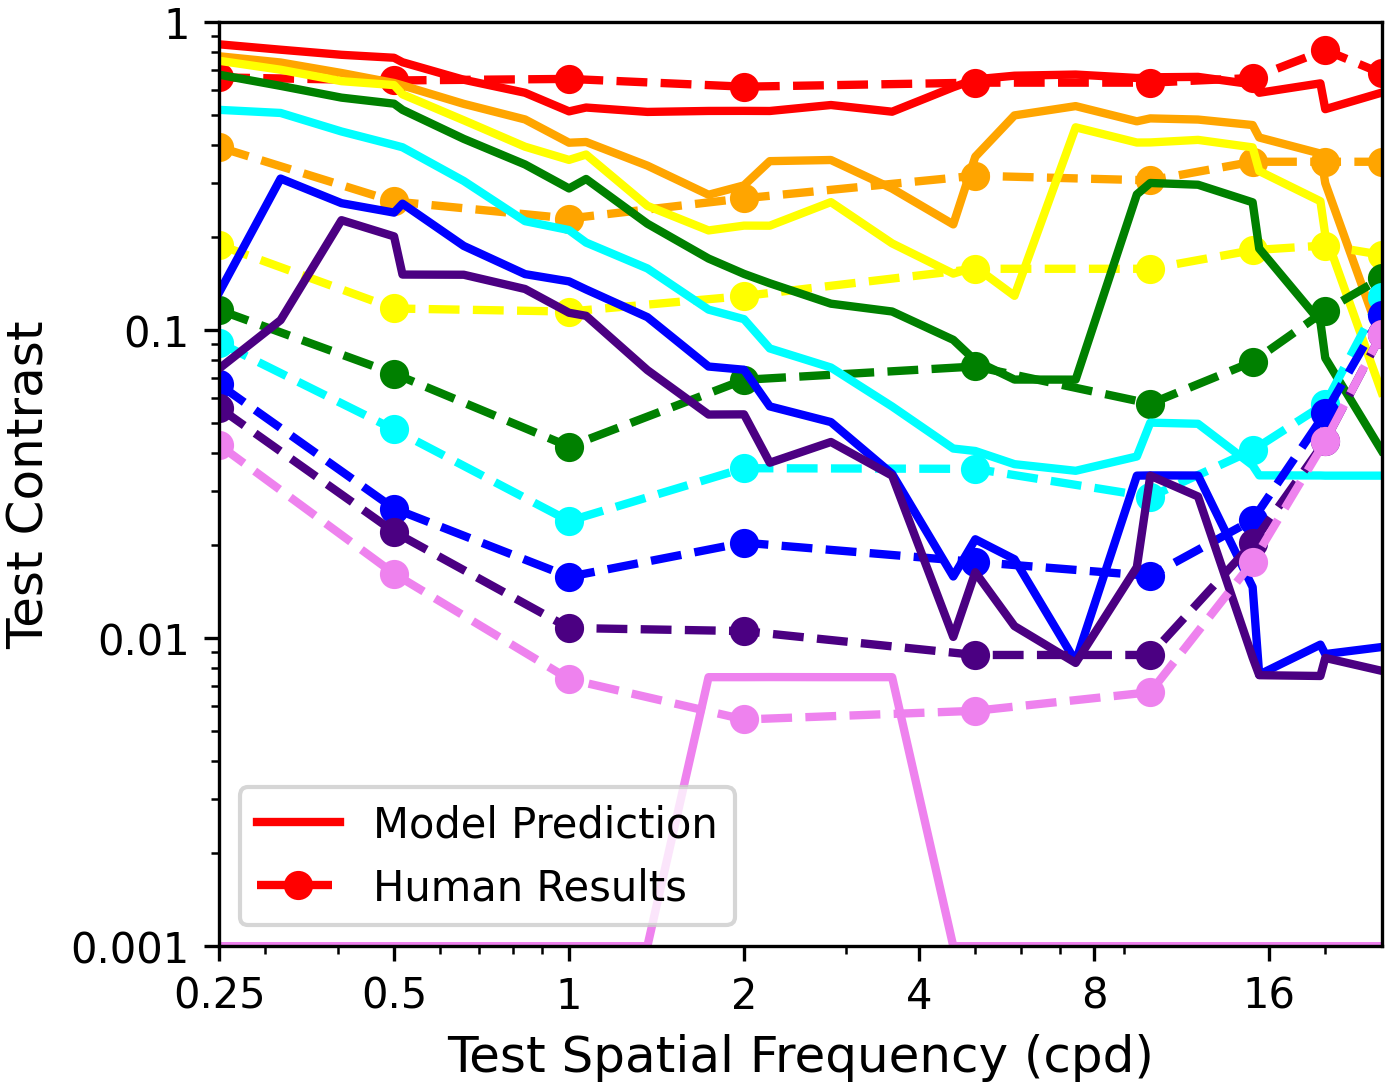 1
0.1
0.01
0.001
Test Contrast
Model Prediction
Human Results
0.25 0.5 1 2 4 8 16
Test Spatial Frequency (cpd)